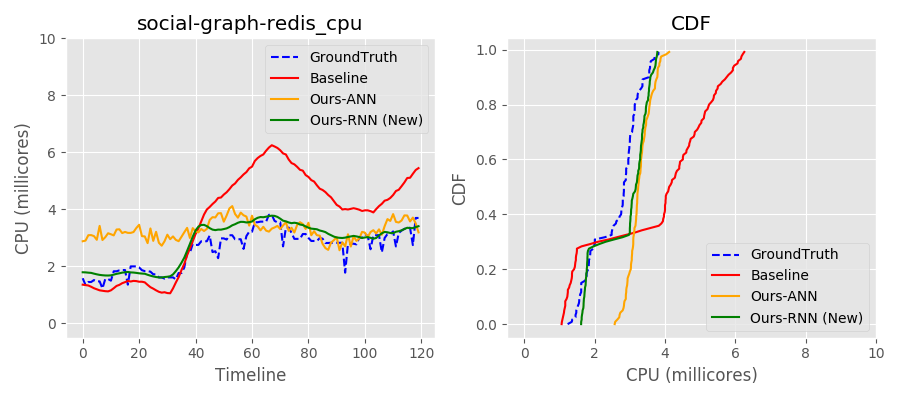 social-graph-redis_cpu
CPU (millicores)
10
8
6
4
2
0
GroundTruth
Baseline
Ours-ANN
Ours-RNN (New)
0 20 40 60 80 100 120
Timeline
CDF
CDF
1.0
0.8
0.6
0.4
0.2
0.0
GroundTruth
Baseline
Ours-ANN
Ours-RNN (New)
0 2 4 6 8 10
CPU (millicores)